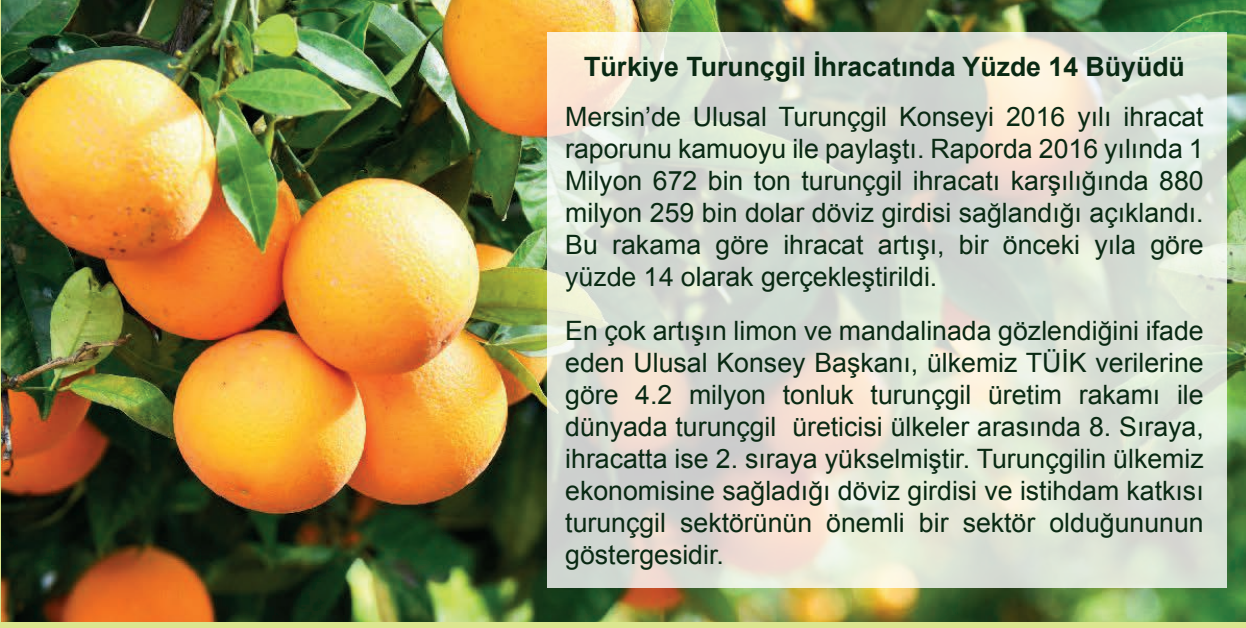 Türkiye Turunçgil İhracatında Yüzde 14 Büyüdü
Mersin’de Ulusal Turunçgil Konseyi 2016 yılı ihracat
raporunu kamuoyu ile paylaştı. Raporda 2016 yılında 1
Milyon 672 bin ton turunçgil ihracatı karşılığında 880
milyon 259 bin dolar döviz girdisi sağlandığı açıklandı.
Bu rakama göre ihracat artışı, bir önceki yıla göre
yüzde 14 olarak gerçekleştirildi.
En çok artışın limon ve mandalinada gözlendiğini ifade
eden Ulusal Konsey Başkanı, ülkemiz TÜİK verilerine
göre 4.2 milyon tonluk turunçgil üretim rakamı ile
dünyada turunçgil üreticisi ülkeler arasında 8. Sıraya,
ihracatta ise 2. sıraya yükselmiştir. Turunçgilin ülkemiz
ekonomisine sağladığı döviz girdisi ve istihdam katkısı
turunçgil sektörünün önemli bir sektör olduğununun
göstergesidir.